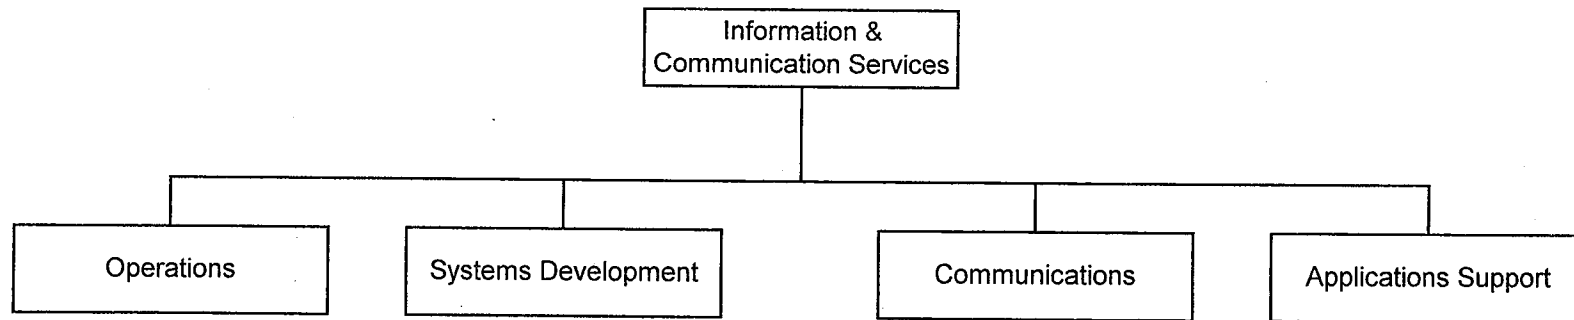 Information &
Communication Services
Operations
Systems Development
Communications
Applications Support